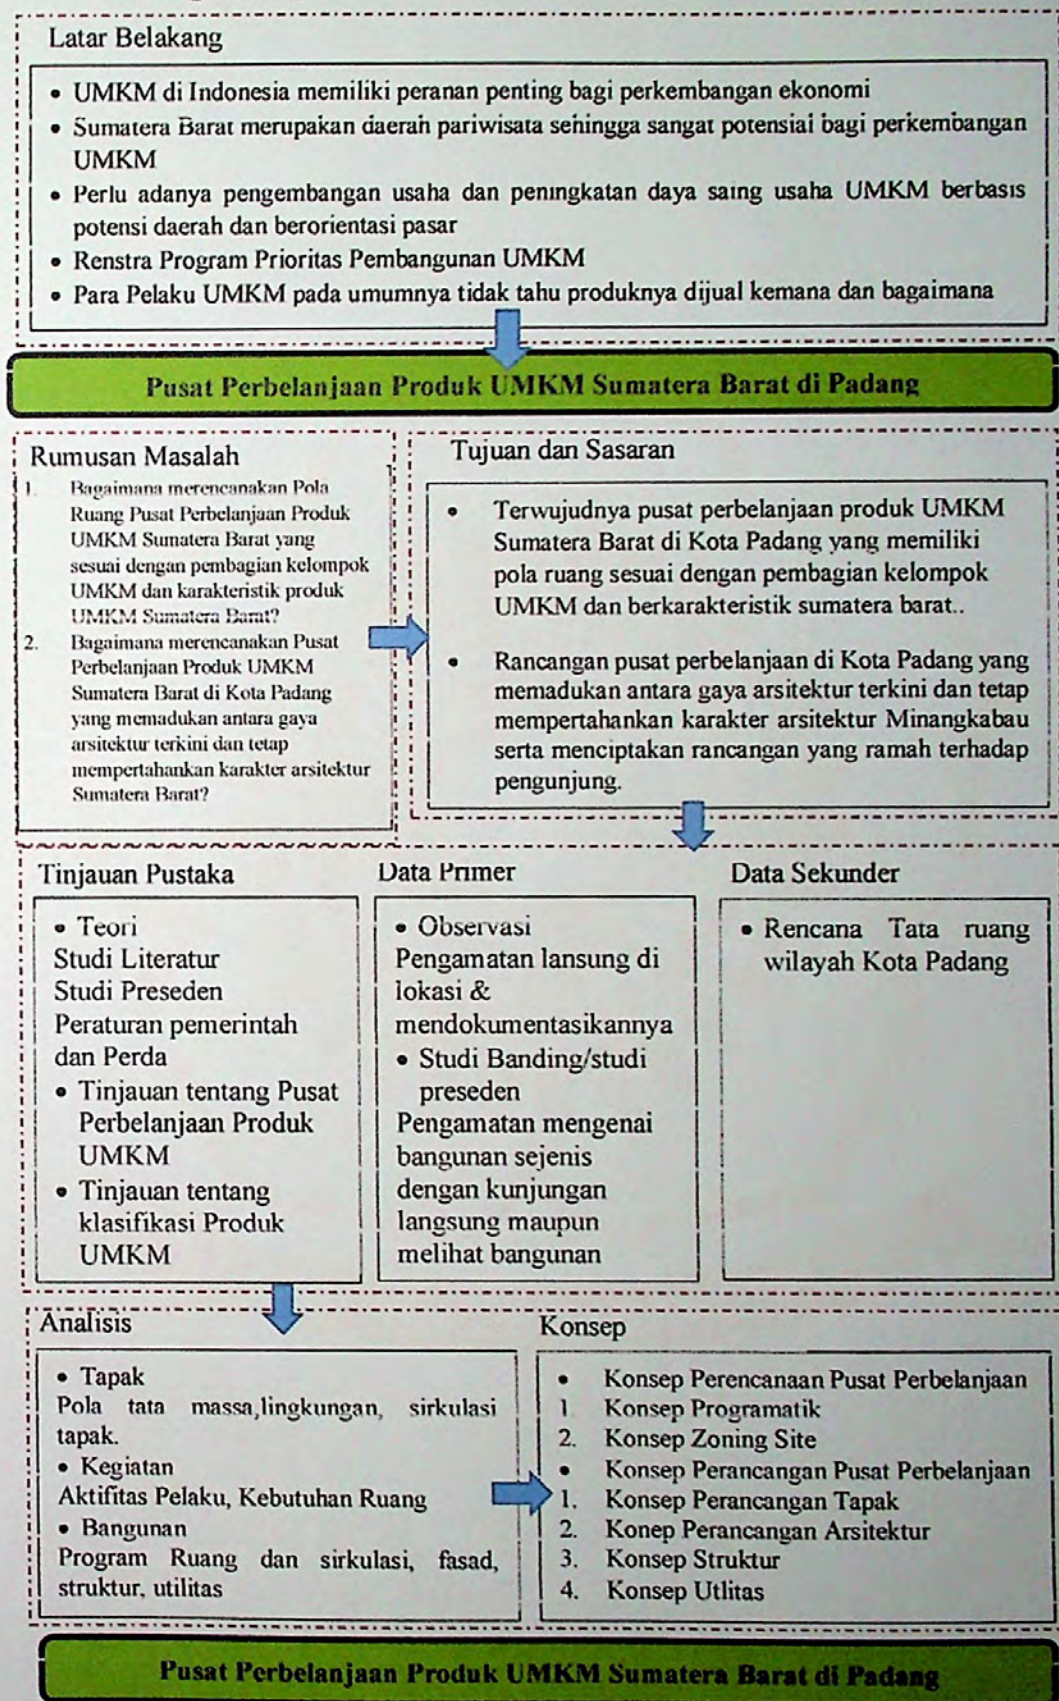 Latar Belakang
• UMKM di Indonesia memiliki peranan penting bagi perkembangan ekonomi
• Sumatera Barat merupakan daerah pariwisata sehingga sangat potensial bagi perkembangan
UMKM
• Perlu adanya pengembangan usaha dan peningkatan daya saing usaha UMKM berbasis
potensi daerah dan berorientasi pasar
• Renstra Program Prioritas Pembangunan UMKM
• Para Pelaku UMKM pada umumnya tidak tahu produknya dijual kemana dan bagaimana
Pusat Perbelanjaan Produk UMKM Sumatera Barat di Padang
Rumusan Masalah
1. Bagaimana merencanakan Pola
Ruang Pusat Perbelanjaan Produk
UMKM Sumatera Barat yang
sesuai dengan pembagian kelompok
UMKM dan karakteristik produk
UMKM Sumatera Barat?
2. Bagaimana merencanakan Pusat
Perbelanjaan Produk UMKM
Sumatera Barat di Kota Padang
yang memadukan antara gaya
arsitektur terkini dan tetap
mempertahankan karakter arsitektur
Sumatera Barat?
Tujuan dan Sasaran
• Terwujudnya pusat perbelanjaan produk UMKM
Sumatera Barat di Kota Padang yang memiliki
pola ruang sesuai dengan pembagian kelompok
UMKM dan berkarakteristik sumatera barat..
• Rancangan pusat perbelanjaan di Kota Padang yang
memadukan antara gaya arsitektur terkini dan tetap
mempertahankan karakter arsitektur Minangkabau
serta menciptakan rancangan yang ramah terhadap
pengunjung.
Tinjauan Pustaka
• Teori
Studi Literatur
Studi Preseden
Peraturan pemerintah
dan Perda
• Tinjauan tentang Pusat
Perbelanjaan Produk
UMKM
• Tinjauan tentang
klasifikasi Produk
UMKM
Data Primer
• Observasi
Pengamatan lansung di
lokasi &
mendokumentasikannya
• Studi Banding/studi
preseden
Pengamatan mengenai
bangunan sejenis
dengan kunjungan
langsung maupun
melihat bangunan
Data Sekunder
• Rencana Tata ruang
wilayah Kota Padang
Analisis
• Tapak
Pola tata massa,lingkungan, sirkulasi
tapak.
• Kegiatan
Aktifitas Pelaku, Kebutuhan Ruang
• Bangunan
Program Ruang dan sirkulasi, fasad,
struktur, utilitas
Konsep
• Konsep Perencanaan Pusat Perbelanjaan
1 Konsep Programatik
2. Konsep Zoning Site
• Konsep Perancangan Pusat Perbelanjaan
1. Konsep Perancangan Tapak
2. Konep Perancangan Arsitektur
3. Konsep Struktur
4. Konsep Utlitas
Pusat Perbelanjaan Produk UMKM Sumatera Barat di Padang